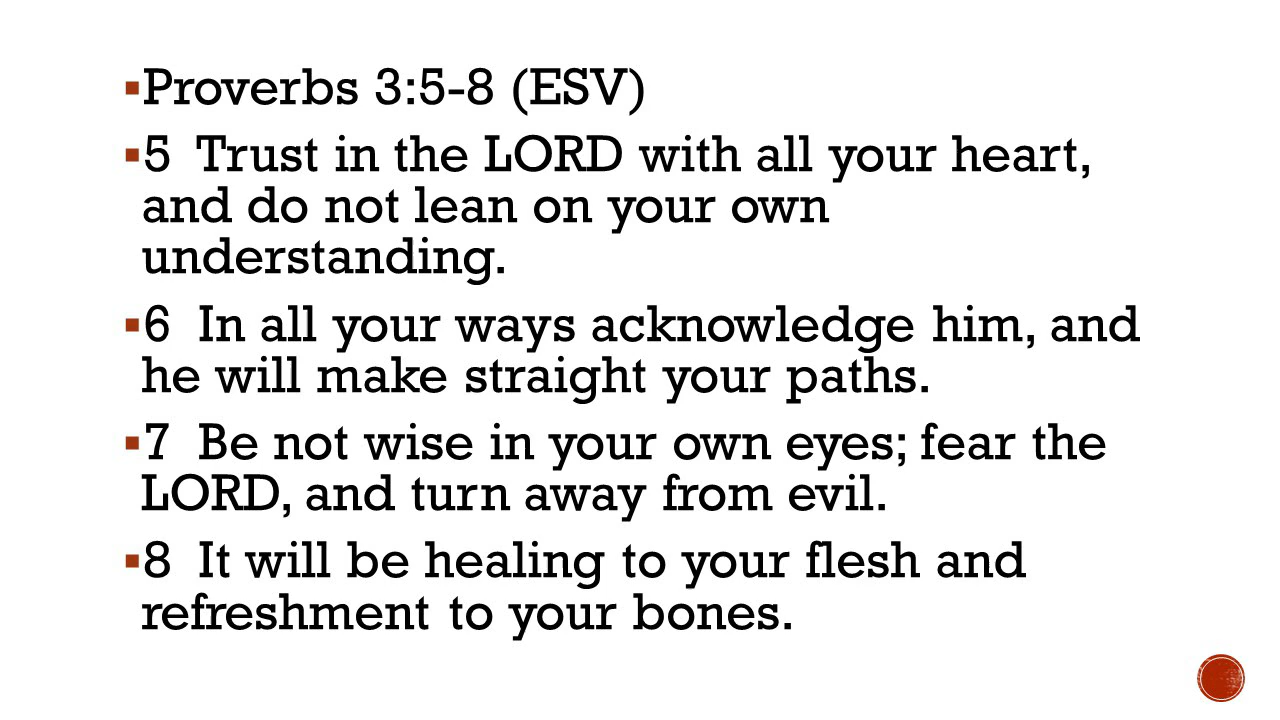 ▪Proverbs 3:5-8 (ESV)
▪5  Trust in the LORD with all your heart,
and do not lean on your own
understanding.
▪6  In all your ways acknowledge him, and
he will make straight your paths.
▪7  Be not wise in your own eyes; fear the
LORD, and turn away from evil.
▪8  It will be healing to your flesh and
refreshment to your bones.